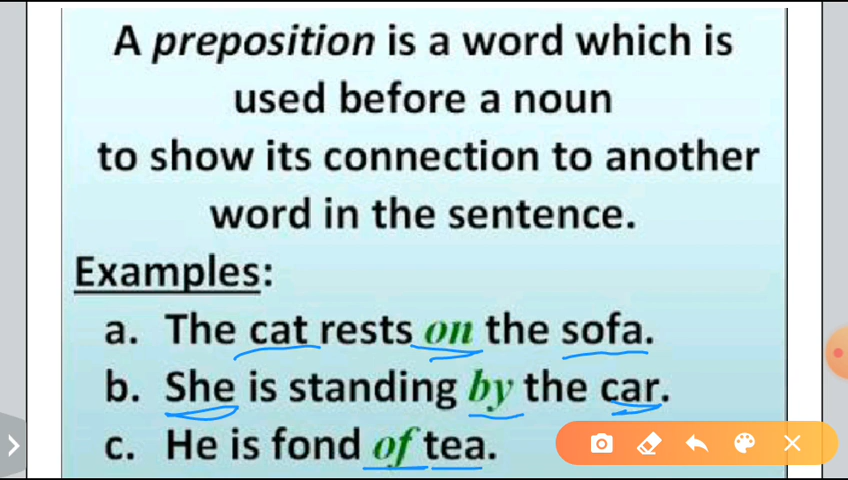 A preposition is a word which is
used before a noun
to show its connection to another
word in the sentence.
Examples:
a. The cat rests on the sofa.
b. She is standing by the car.
c. He is fond of tea.